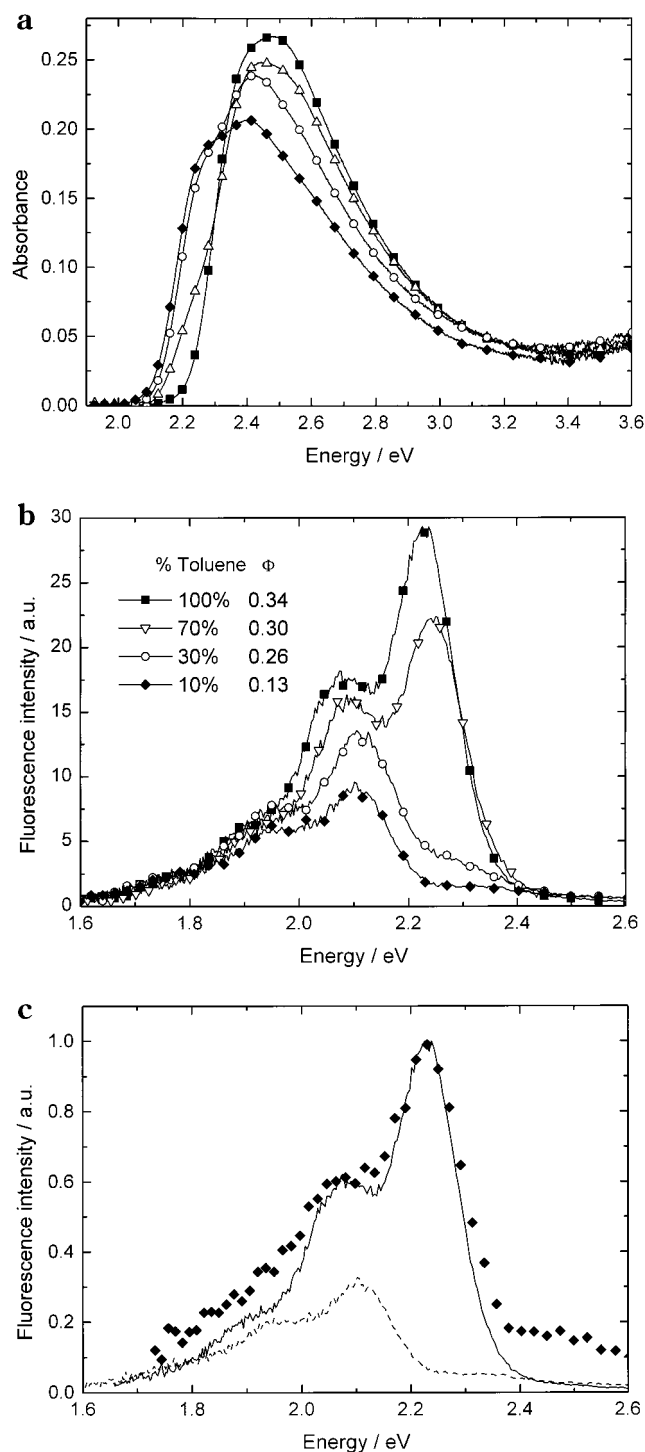 a
0.25
0.20
0.15
0.10
0.05
0.00
Absorbance
2.0 2.2 2.4 2.6 2.8 3.0 3.2 3.4 3.6
Energy / eV
b
30
25
20
15
10
5
0
Fluorescence intensity / a.u.
% Toluene Φ
100% 0.34
70% 0.30
30% 0.26
10% 0.13
1.6 1.8 2.0 2.2 2.4 2.6
Energy / eV
c
1.0
0.8
0.6
0.4
0.2
0.0
Fluorescence intensity / a.u.
1.6 1.8 2.0 2.2 2.4 2.6
Energy / eV